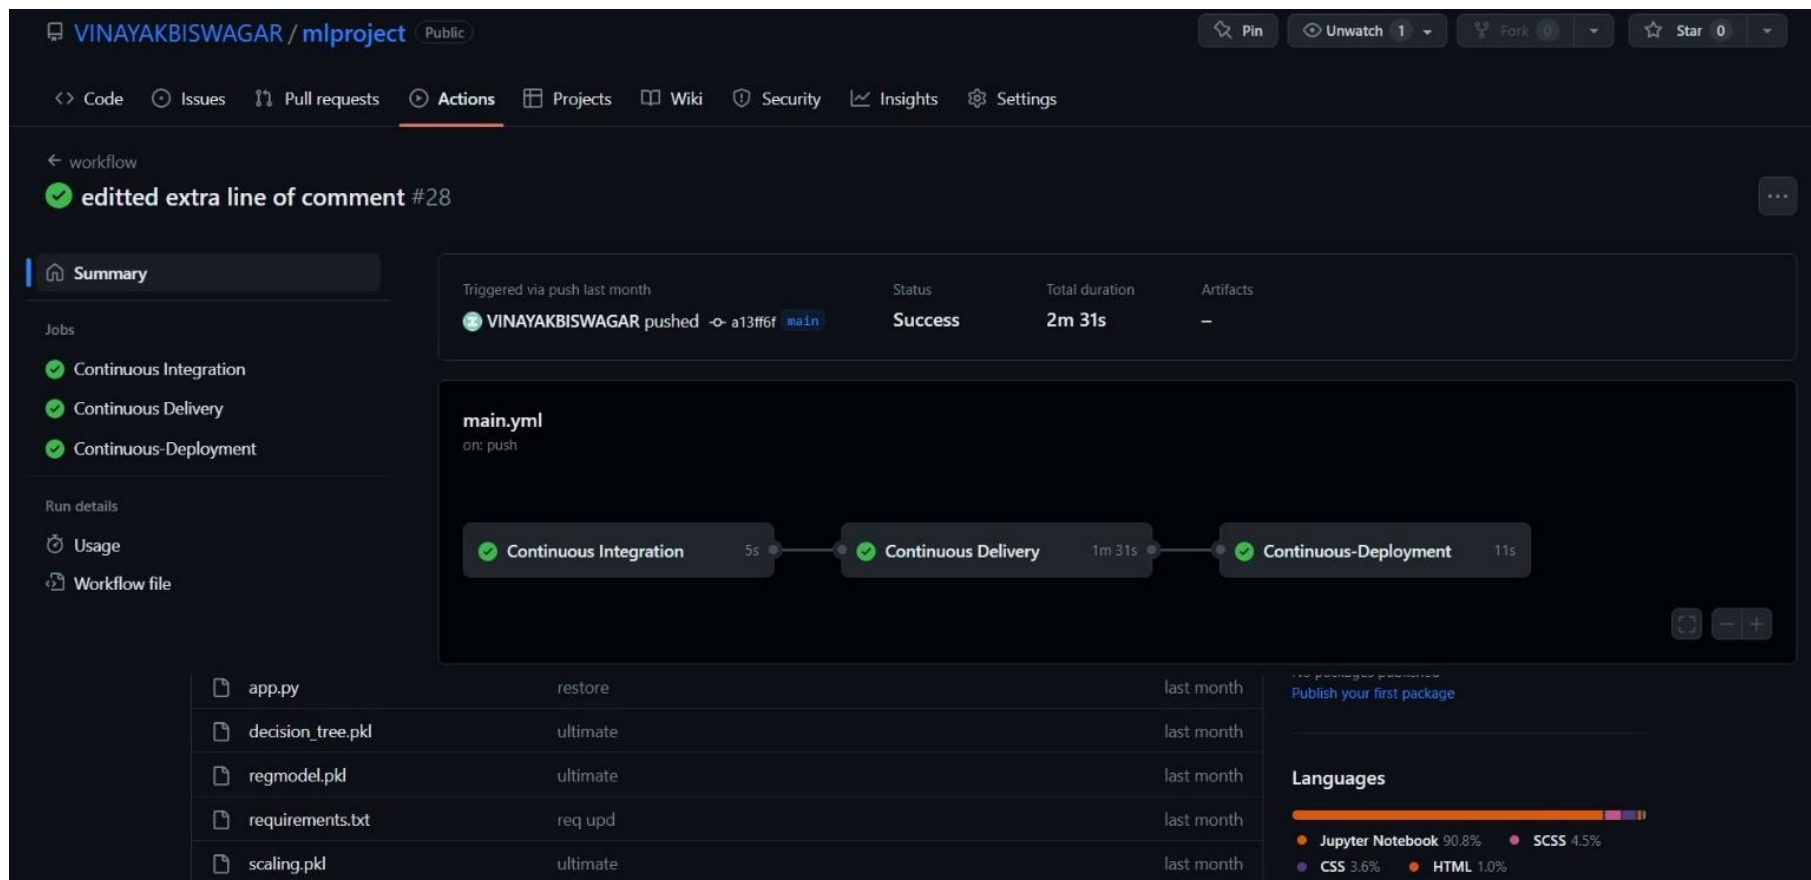 VINAYAKBISWAGAR / mlproject Public
Pin Unwatch 1 Fork 0 Star 0
Code Issues Pull requests Actions Projects Wiki Security Insights Settings
workflow
editted extra line of comment #28
Summary
Jobs
Continuous Integration
Continuous Delivery
Continuous-Deployment
Run details
Usage
Workflow file
Triggered via push last month Status Total duration Artifacts
VINAYAKBISWAGAR pushed a13ff6f main Success 2m 31s –
main.yml
on: push
Continuous Integration 5s Continuous Delivery 1m 31s Continuous-Deployment 11s
app.py restore last month
decision_tree.pkl ultimate last month
regmodel.pkl ultimate last month
requirements.txt req upd last month
scaling.pkl ultimate last month
No packages published
Publish your first package
Languages
Jupyter Notebook 90.8% SCSS 4.5%
CSS 3.6% HTML 1.0%